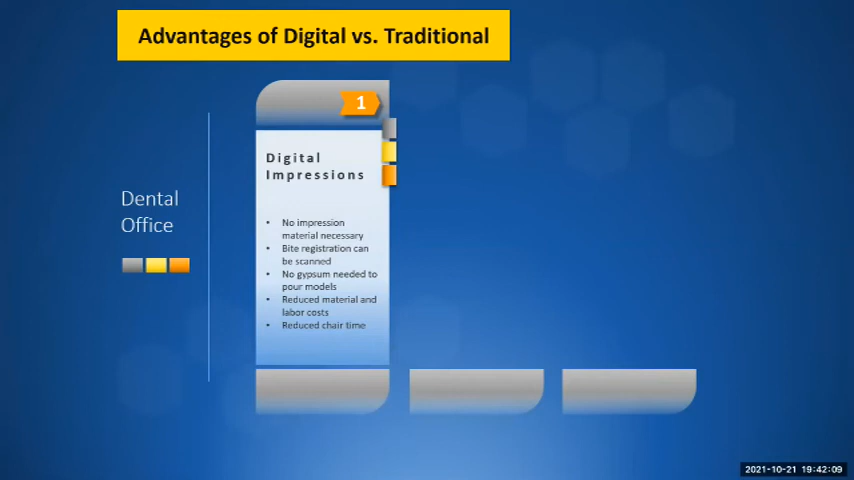 Advantages of Digital vs. Traditional
1
Digital
Impressions
Dental
Office
• No impression
material necessary
• Bite registration can
be scanned
• No gypsum needed to
pour models
• Reduced material and
labor costs
• Reduced chair time
2021-10-21 19:42:09